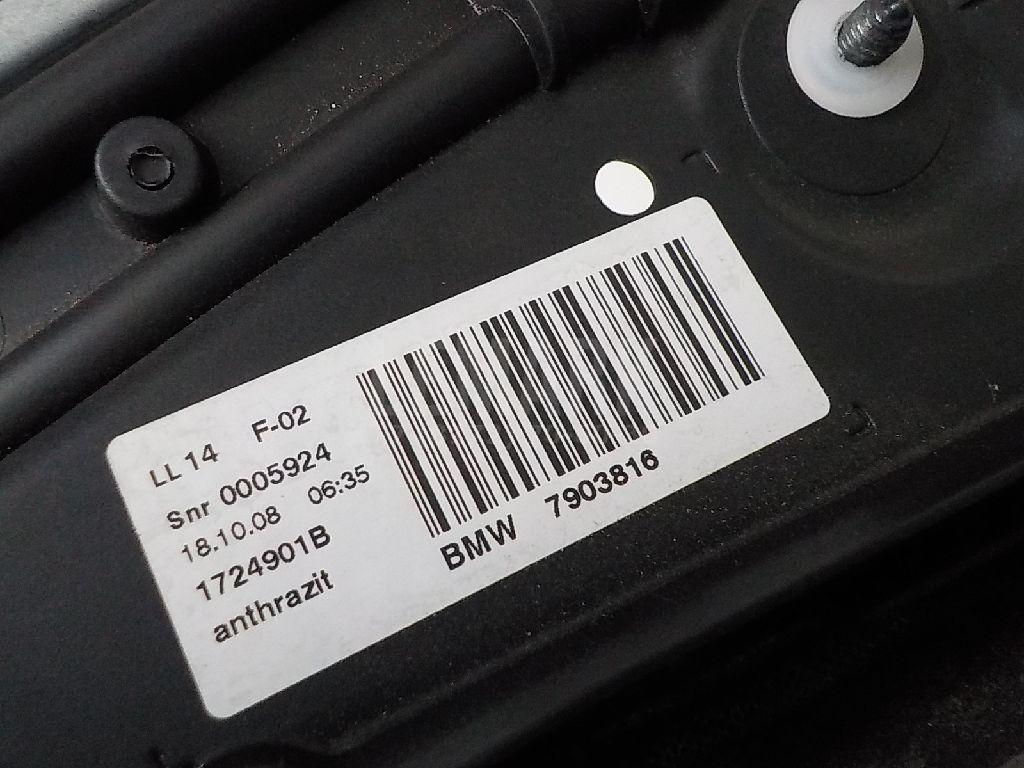 LL 14 F-02
Snr 0005924
18.10.08 06:35
1724901B
anthrazit
BMW 7903816